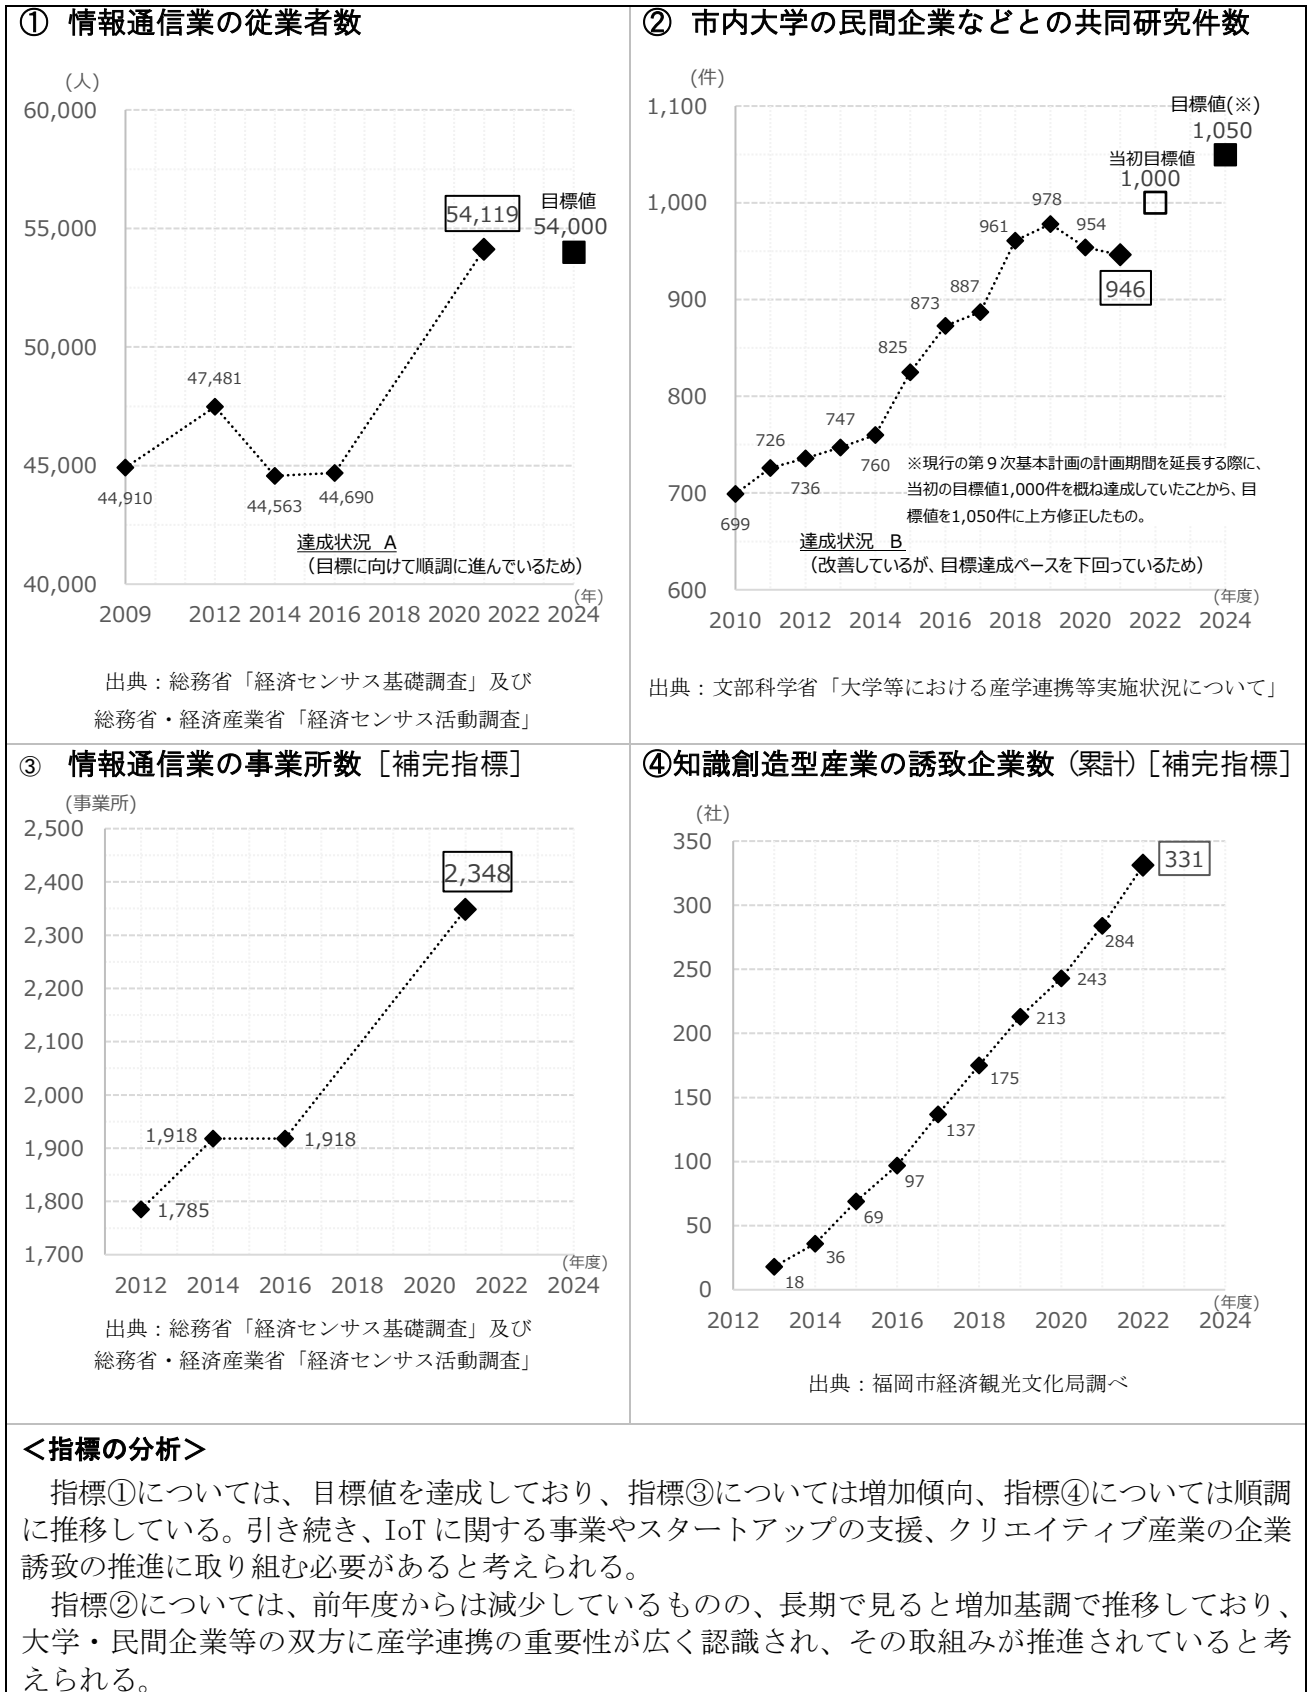 ① 情報通信業の従業者数
(人)
60,000
55,000
50,000
45,000
40,000
44,910
47,481
44,563
44,690
54,119
目標値
54,000
達成状況 A
（目標に向けて順調に進んでいるため）
(年)
2009 2012 2014 2016 2018 2020 2022 2024
出典：総務省「経済センサス基礎調査」及び
総務省・経済産業省「経済センサス活動調査」
② 市内大学の民間企業などとの共同研究件数
(件)
1,100
1,000
900
800
700
600
699
726
736
747
760
825
873
887
961
978
954
946
当初目標値
1,000
目標値(※)
1,050
※現行の第９次基本計画の計画期間を延長する際に、
当初の目標値1,000件を概ね達成していたことから、目
標値を1,050件に上方修正したもの。
達成状況 B
（改善しているが、目標達成ペースを下回っているため）
(年度)
2010 2012 2014 2016 2018 2020 2022 2024
出典：文部科学省「大学等における産学連携等実施状況について」
③ 情報通信業の事業所数［補完指標］
(事業所)
2,500
2,400
2,300
2,200
2,100
2,000
1,900
1,800
1,700
1,785
1,918
1,918
2,348
(年度)
2012 2014 2016 2018 2020 2022 2024
出典：総務省「経済センサス基礎調査」及び
総務省・経済産業省「経済センサス活動調査」
④知識創造型産業の誘致企業数（累計）［補完指標］
(社)
350
300
250
200
150
100
50
0
18
36
69
97
137
175
213
243
284
331
(年度)
2012 2014 2016 2018 2020 2022 2024
出典：福岡市経済観光文化局調べ
＜指標の分析＞
指標①については、目標値を達成しており、指標③については増加傾向、指標④については順調
に推移している。引き続き、IoT に関する事業やスタートアップの支援、クリエイティブ産業の企業
誘致の推進に取り組む必要があると考えられる。
指標②については、前年度からは減少しているものの、長期で見ると増加基調で推移しており、
大学・民間企業等の双方に産学連携の重要性が広く認識され、その取組みが推進されていると考
えられる。